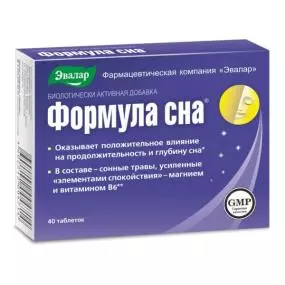 Эвалар
Фармацевтическая компания «Эвалар»
БИОЛОГИЧЕСКИ АКТИВНАЯ ДОБАВКА
Формула сна®
• Оказывает положительное влияние
на продолжительность и глубину сна*
• В составе – сонные травы, усиленные
«элементами спокойствия» – магнием
и витамином В6**
40 таблеток
GMP